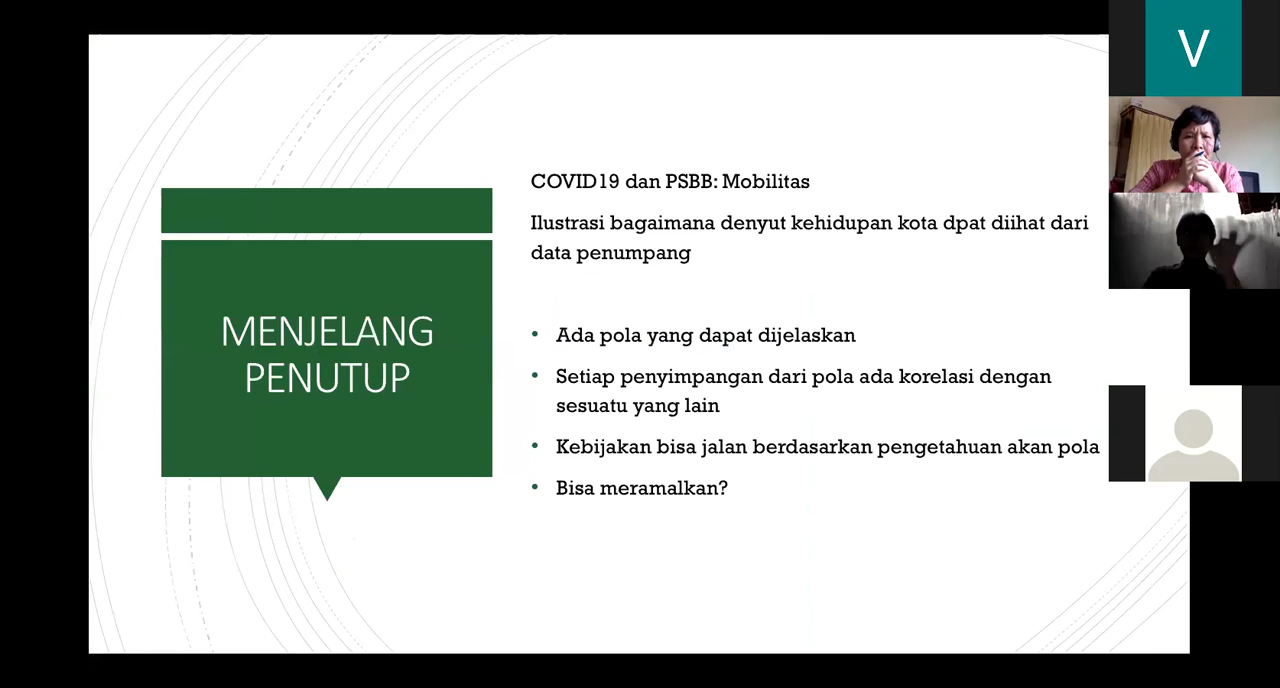 MENJELANG
PENUTUP
COVID19 dan PSBB: Mobilitas
Ilustrasi bagaimana denyut kehidupan kota dpat diihat dari
data penumpang
• Ada pola yang dapat dijelaskan
• Setiap penyimpangan dari pola ada korelasi dengan
sesuatu yang lain
• Kebijakan bisa jalan berdasarkan pengetahuan akan pola
• Bisa meramalkan?
V